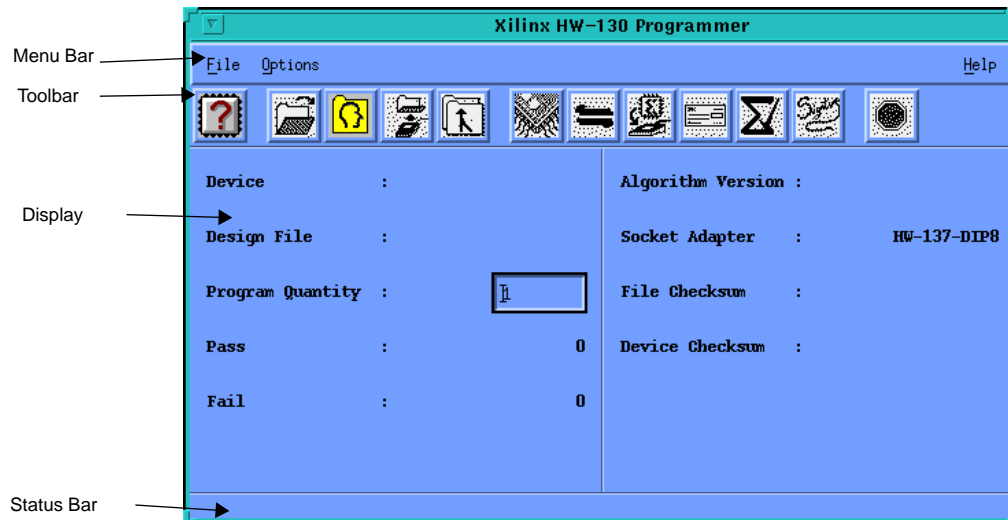 Xilinx HW-130 Programmer
Menu Bar
File Options Help
Toolbar
Device : Algorithm Version :
Display
Design File : Socket Adapter : HW-137-DIP8
Program Quantity : 1 File Checksum :
Pass : 0 Device Checksum :
Fail : 0
Status Bar